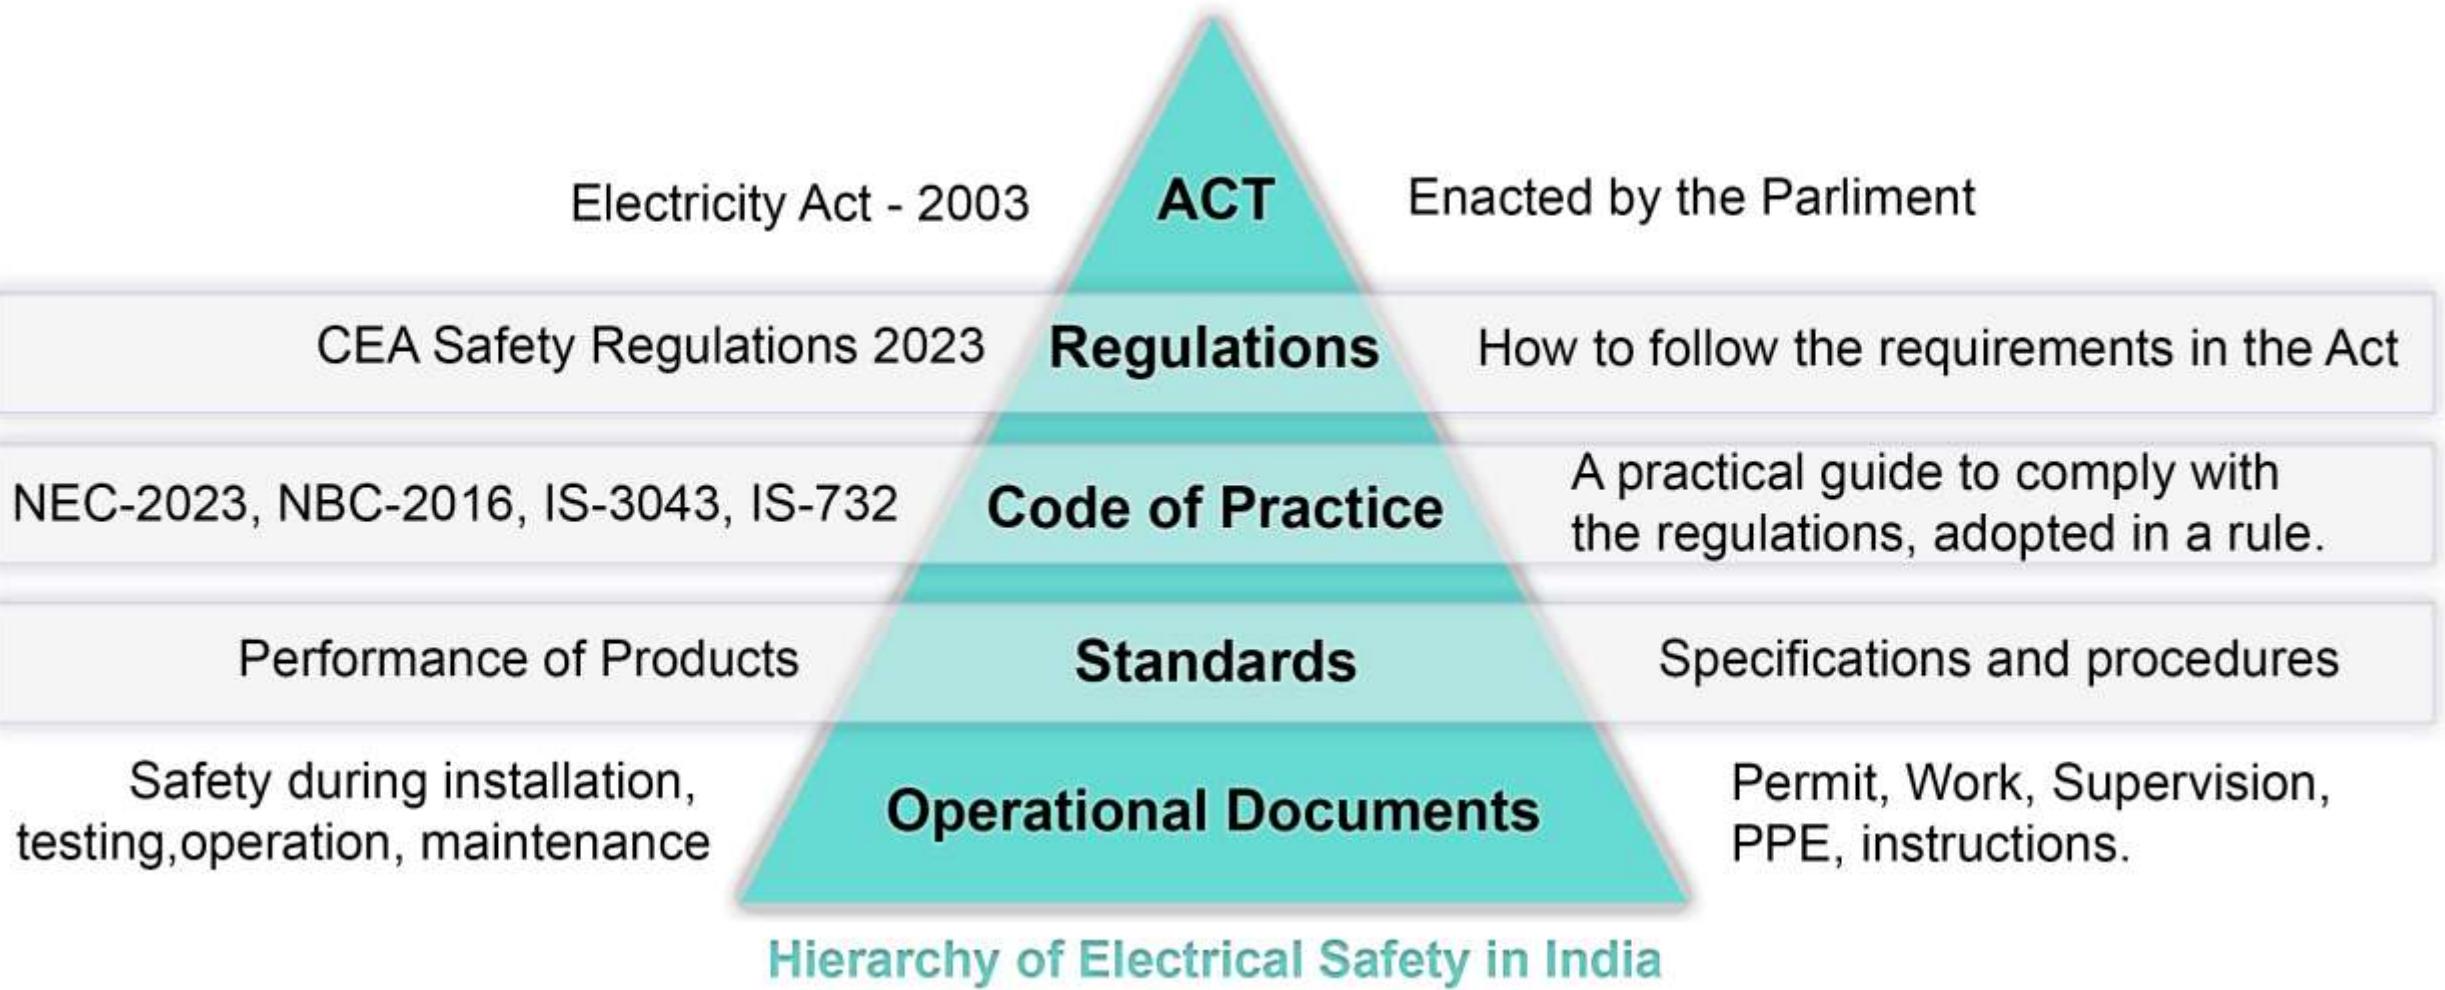 Electricity Act - 2003
ACT
Enacted by the Parliment
CEA Safety Regulations 2023
Regulations
How to follow the requirements in the Act
NEC-2023, NBC-2016, IS-3043, IS-732
Code of Practice
A practical guide to comply with
the regulations, adopted in a rule.
Performance of Products
Standards
Specifications and procedures
Safety during installation,
testing,operation, maintenance
Operational Documents
Permit, Work, Supervision,
PPE, instructions.
Hierarchy of Electrical Safety in India